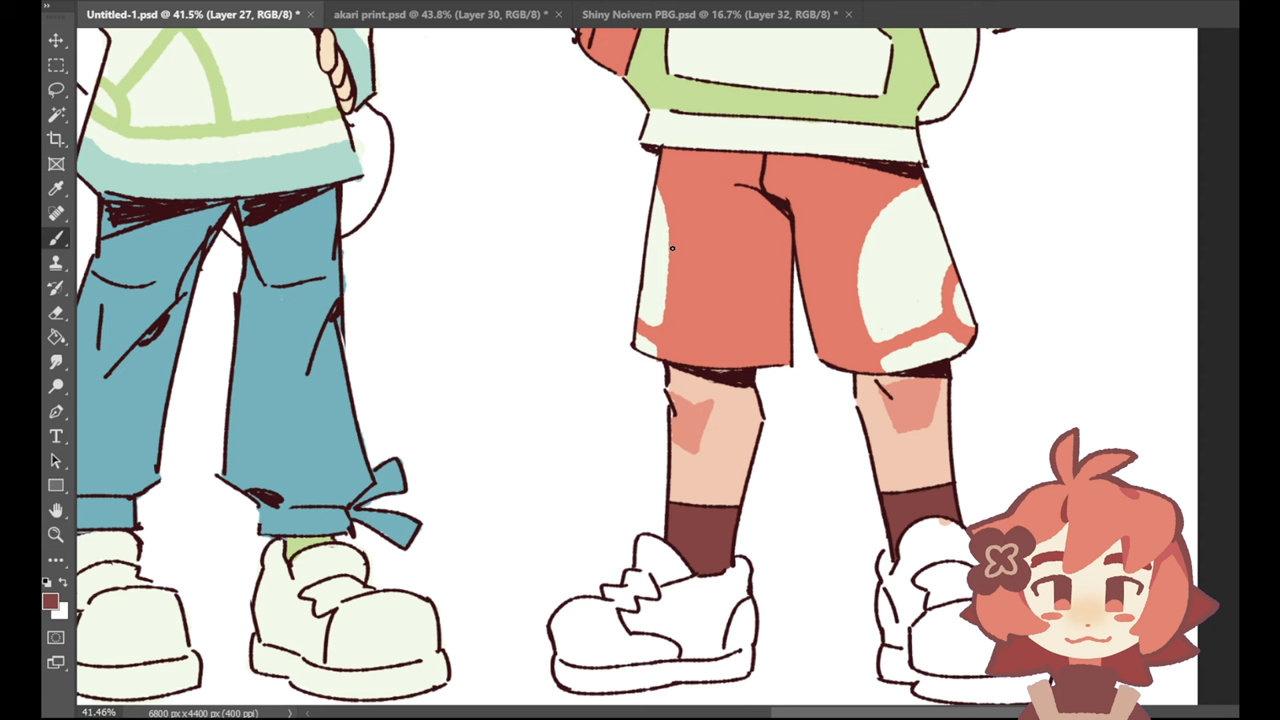 Untitled-1.psd @ 41.5% (Layer 27, RGB/8) *
akari print.psd @ 43.8% (Layer 30, RGB/8) *
Shiny Noivern PBG.psd @ 16.7% (Layer 32, RGB/8) *
T
41.46%
6800 px x 4400 px (400 ppi)